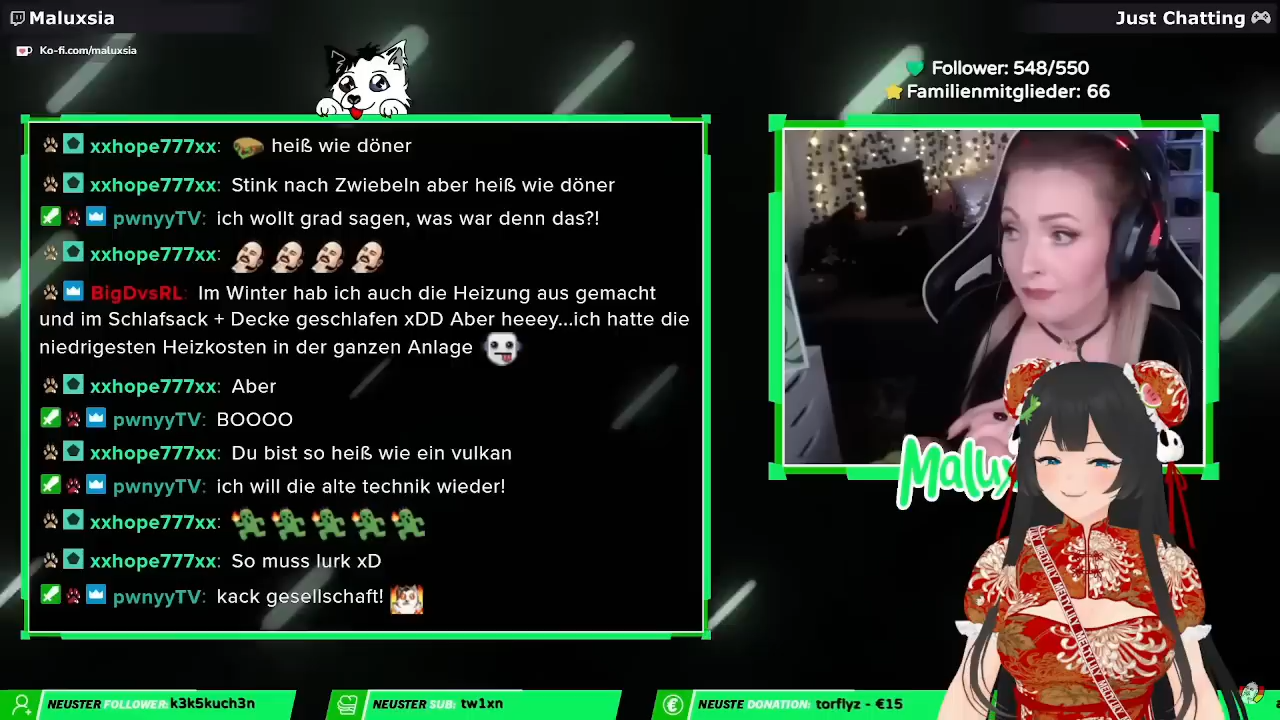 Maluxsia
Just Chatting
Ko-fi.com/maluxsia
Follower: 548/550
Familienmitglieder: 66
xxhope777xx: heiß wie döner
xxhope777xx: Stink nach Zwiebeln aber heiß wie döner
pwnyyTV: ich wollt grad sagen, was war denn das?!
xxhope777xx:
BigDvsRL: Im Winter hab ich auch die Heizung aus gemacht
und im Schlafsack + Decke geschlafen xDD Aber heeey...ich hatte die
niedrigesten Heizkosten in der ganzen Anlage
xxhope777xx: Aber
pwnyyTV: BOOOO
xxhope777xx: Du bist so heiß wie ein vulkan
pwnyyTV: ich will die alte technik wieder!
xxhope777xx:
xxhope777xx: So muss lurk xD
pwnyyTV: kack gesellschaft!
Malux
MELTYLILY MELTYLILY MELTYLILY
NEUSTER FOLLOWER: k3k5kuch3n
NEUSTER SUB: tw1xn
NEUSTE DONATION: torflyz - €15